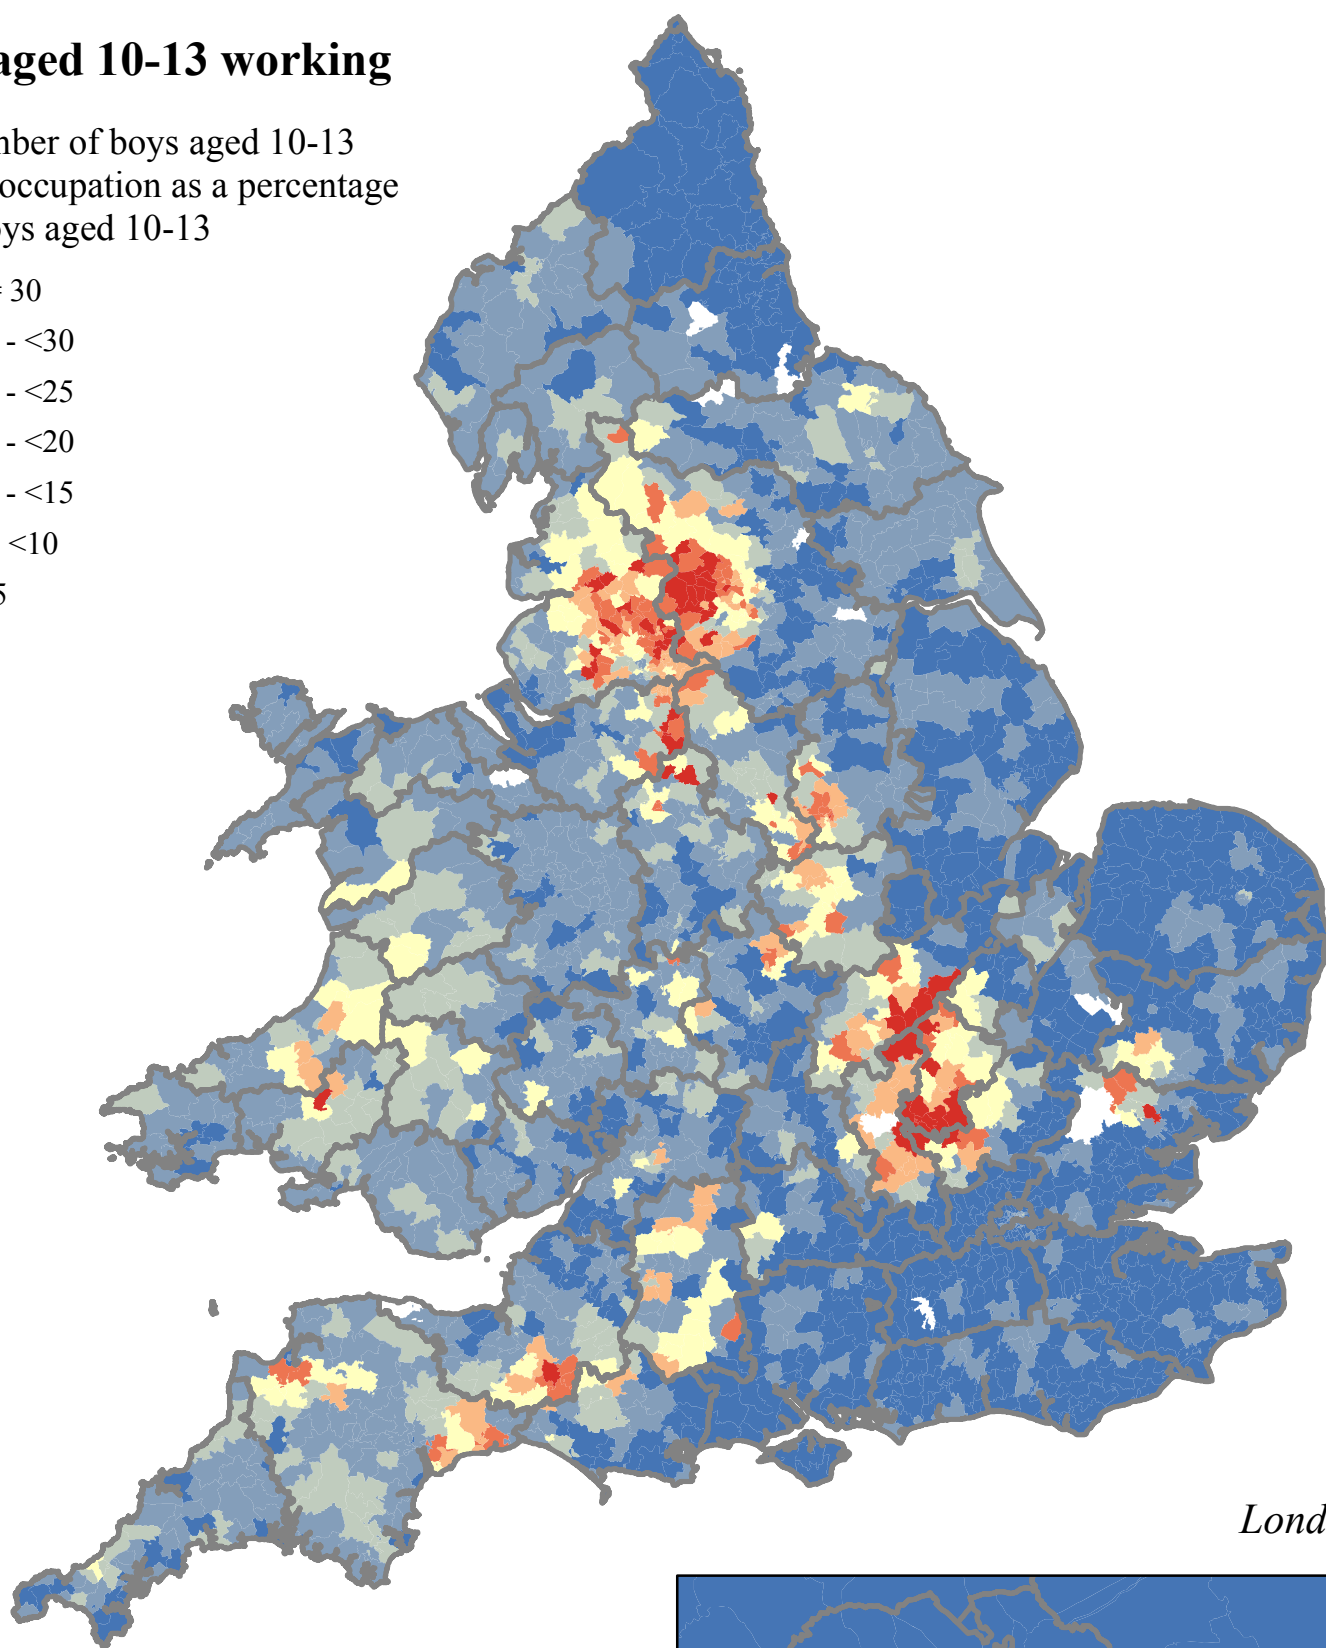 aged 10-13 working
nber of boys aged 10-13
occupation as a percentage
oys aged 10-13
= 30
- <30
- <25
- <20
- <15
<10
5
Lond